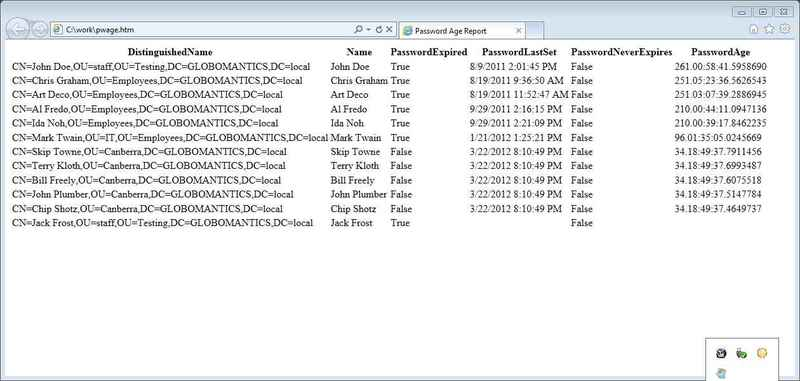 C:\work\pwage.htm
Password Age Report
DistinguishedName Name PasswordExpired PasswordLastSet PasswordNeverExpires PasswordAge
CN=John Doe,OU=staff,OU=Testing,DC=GLOBOMANTICS,DC=local John Doe True 8/9/2011 2:01:45 PM False 261.00:58:41.5958690
CN=Chris Graham,OU=Employees,DC=GLOBOMANTICS,DC=local Chris Graham True 8/19/2011 9:36:50 AM False 251.05:23:36.5626543
CN=Art Deco,OU=Employees,DC=GLOBOMANTICS,DC=local Art Deco True 8/19/2011 11:52:47 AM False 251.03:07:39.2886945
CN=Al Fredo,OU=Employees,DC=GLOBOMANTICS,DC=local Al Fredo True 9/29/2011 2:16:15 PM False 210.00:44:11.0947136
CN=Ida Noh,OU=Employees,DC=GLOBOMANTICS,DC=local Ida Noh True 9/29/2011 2:21:09 PM False 210.00:39:17.8462235
CN=Mark Twain,OU=IT,OU=Employees,DC=GLOBOMANTICS,DC=local Mark Twain True 1/21/2012 1:25:21 PM False 96.01:35:05.0245669
CN=Skip Towne,OU=Canberra,DC=GLOBOMANTICS,DC=local Skip Towne False 3/22/2012 8:10:49 PM False 34.18:49:37.7911456
CN=Terry Kloth,OU=Canberra,DC=GLOBOMANTICS,DC=local Terry Kloth False 3/22/2012 8:10:49 PM False 34.18:49:37.6993487
CN=Bill Freely,OU=Canberra,DC=GLOBOMANTICS,DC=local Bill Freely False 3/22/2012 8:10:49 PM False 34.18:49:37.6075518
CN=John Plumber,OU=Canberra,DC=GLOBOMANTICS,DC=local John Plumber False 3/22/2012 8:10:49 PM False 34.18:49:37.5147784
CN=Chip Shotz,OU=Canberra,DC=GLOBOMANTICS,DC=local Chip Shotz False 3/22/2012 8:10:49 PM False 34.18:49:37.4649737
CN=Jack Frost,OU=staff,OU=Testing,DC=GLOBOMANTICS,DC=local Jack Frost True False